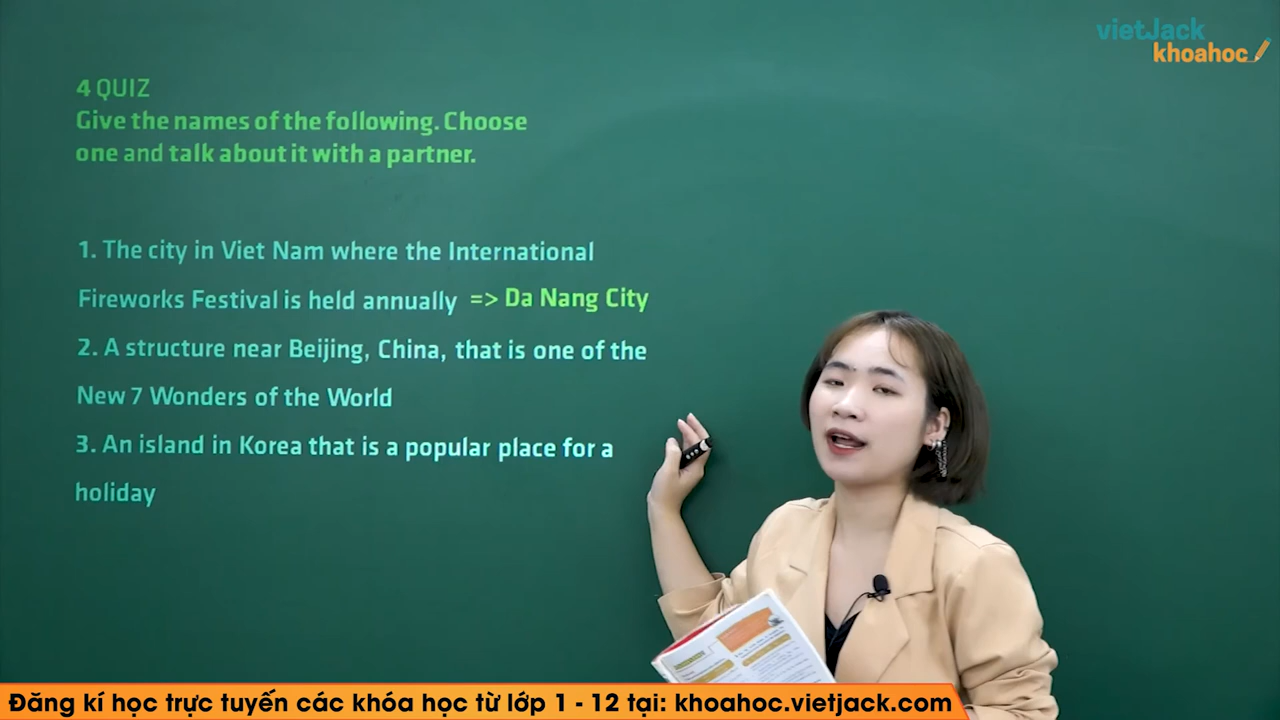 vietJack
khoahoc
4 QUIZ
Give the names of the following. Choose
one and talk about it with a partner.
1. The city in Viet Nam where the International
Fireworks Festival is held annually => Da Nang City
2. A structure near Beijing, China, that is one of the
New 7 Wonders of the World
3. An island in Korea that is a popular place for a
holiday
Đăng kí học trực tuyến các khóa học từ lớp 1 - 12 tại: khoahoc.vietjack.com